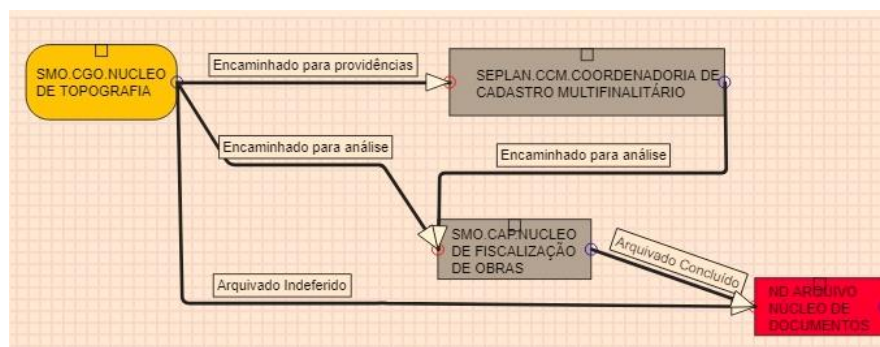 SMO.CGO.NUCLEO
DE TOPOGRAFIA
Encaminhado para providências
SEPLAN.CCM.COORDENADORIA DE
CADASTRO MULTIFINALITÁRIO
Encaminhado para análise
Encaminhado para análise
SMO.CAP.NUCLEO
DE FISCALIZAÇÃO
DE OBRAS
Arquivado Concluído
Arquivado Indeferido
ND ARQUIVO
NÚCLEO DE
DOCUMENTOS